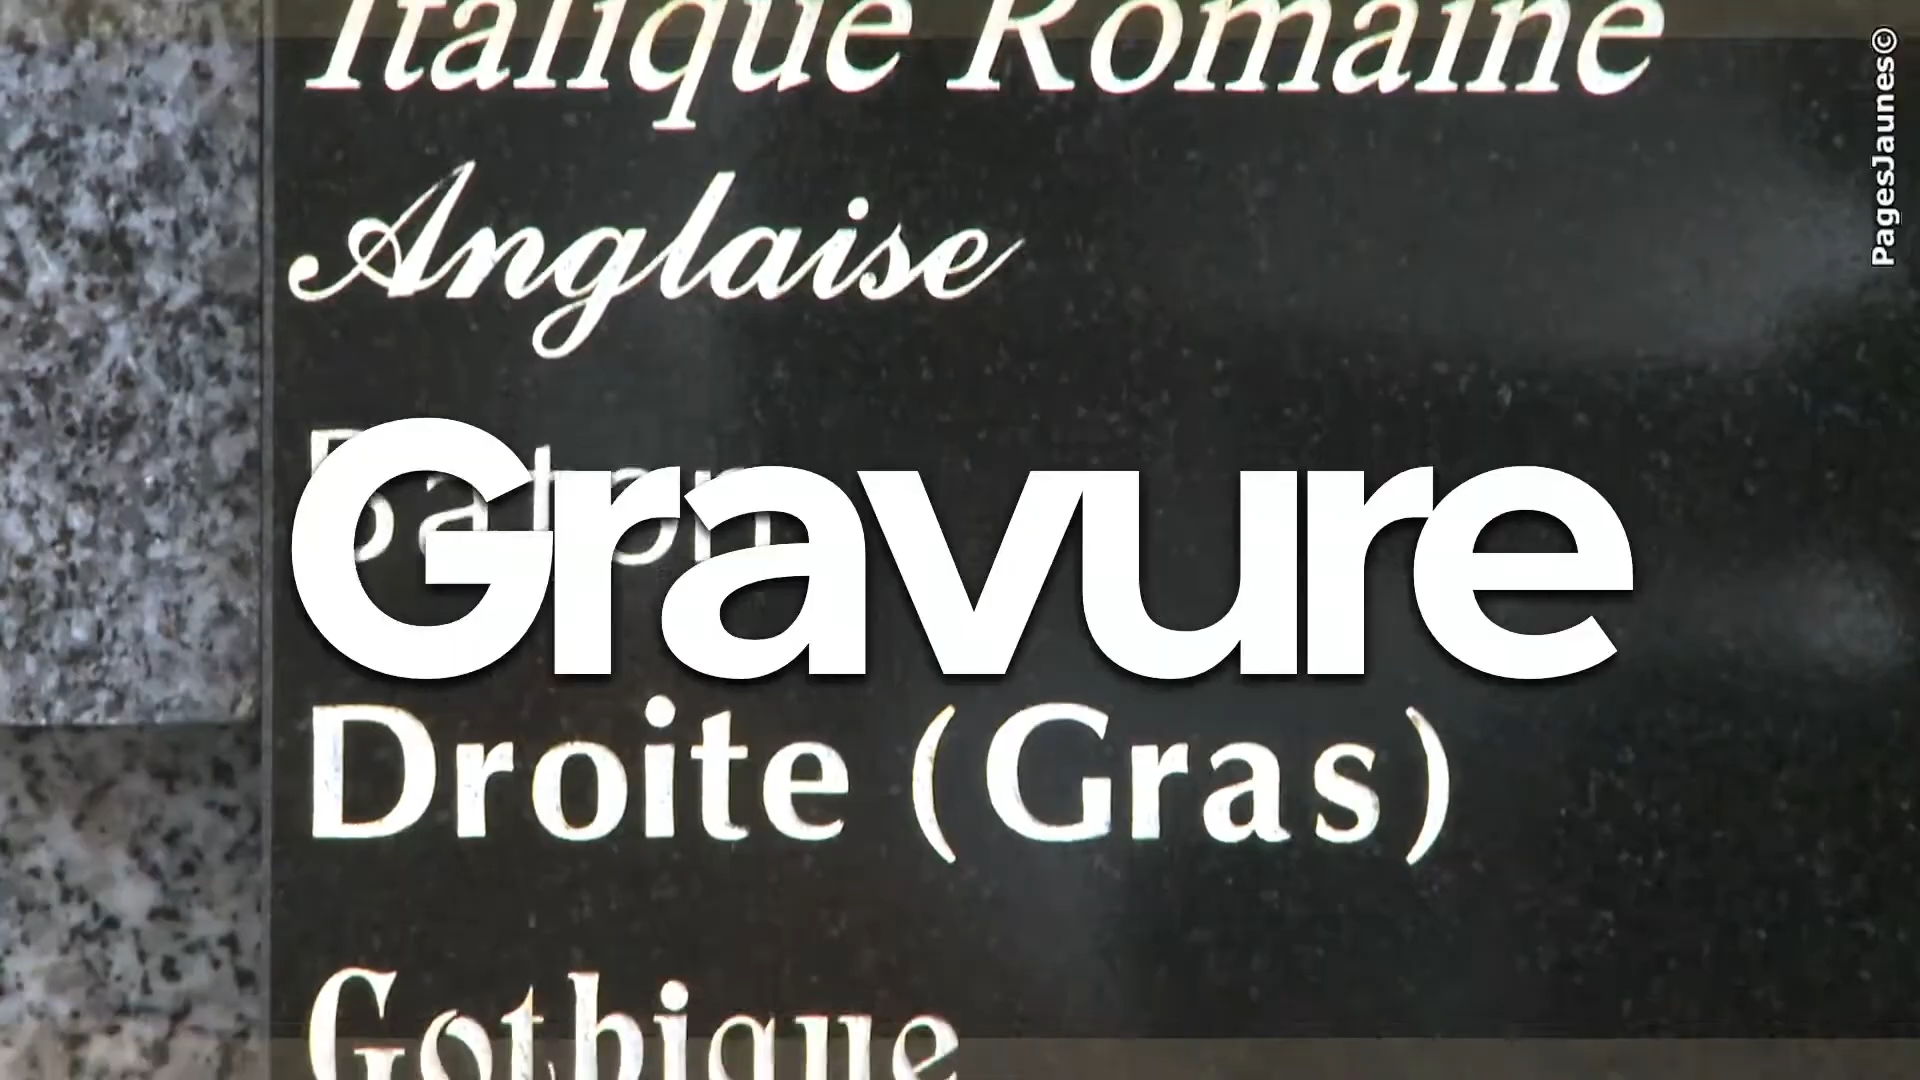 Italique Romaine
Anglaise
Gravure
Droite (Gras)
Gothique
PagesJaunes©